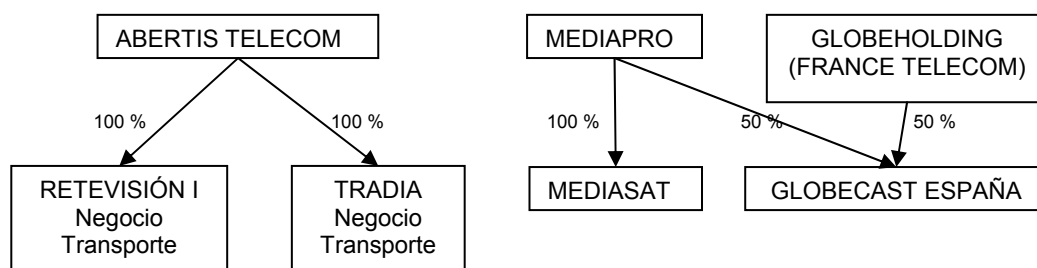 ABERTIS TELECOM
MEDIAPRO
GLOBEHOLDING
(FRANCE TELECOM)
100 %
100 %
100 %
50 %
50 %
RETEVISIÓN I
Negocio
Transporte
TRADIA
Negocio
Transporte
MEDIASAT
GLOBECAST ESPAÑA